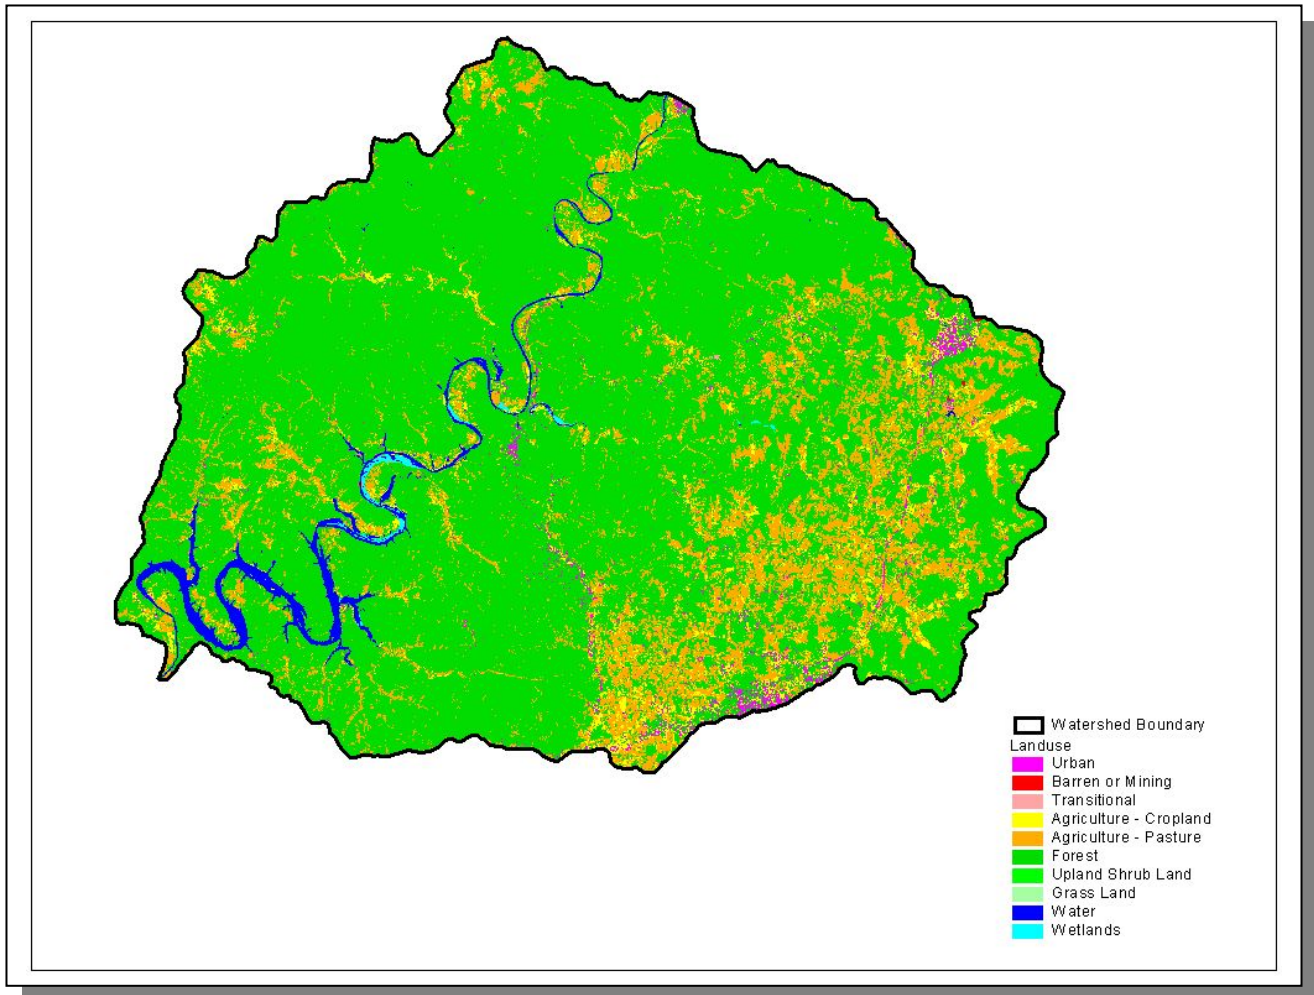 Watershed Boundary
Landuse
Urban
Barren or Mining
Transitional
Agriculture - Cropland
Agriculture - Pasture
Forest
Upland Shrub Land
Grass Land
Water
Wetlands